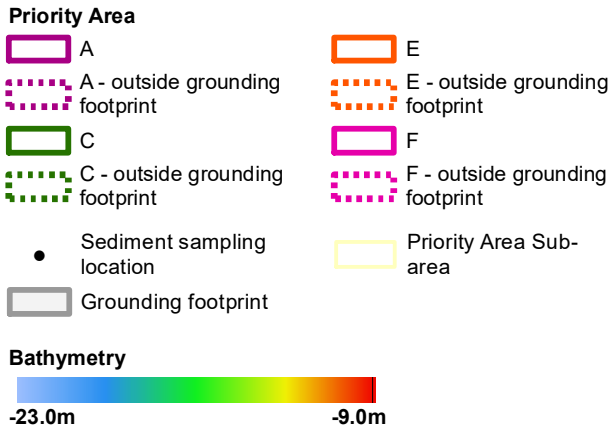 Priority Area
A
A - outside grounding
footprint
C
C - outside grounding
footprint
E
E - outside grounding
footprint
F
F - outside grounding
footprint
Sediment sampling
location
Priority Area Sub-
area
Grounding footprint
Bathymetry
-23.0m
-9.0m